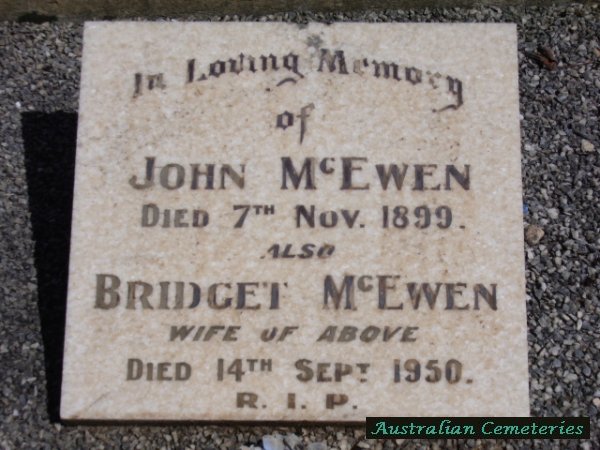 In Loving Memory
of
JOHN McEWEN
DIED 7TH NOV. 1899.
ALSO
BRIDGET McEWEN
WIFE OF ABOVE
DIED 14TH SEPT 1950.
R. I. P.
Australian Cemeteries